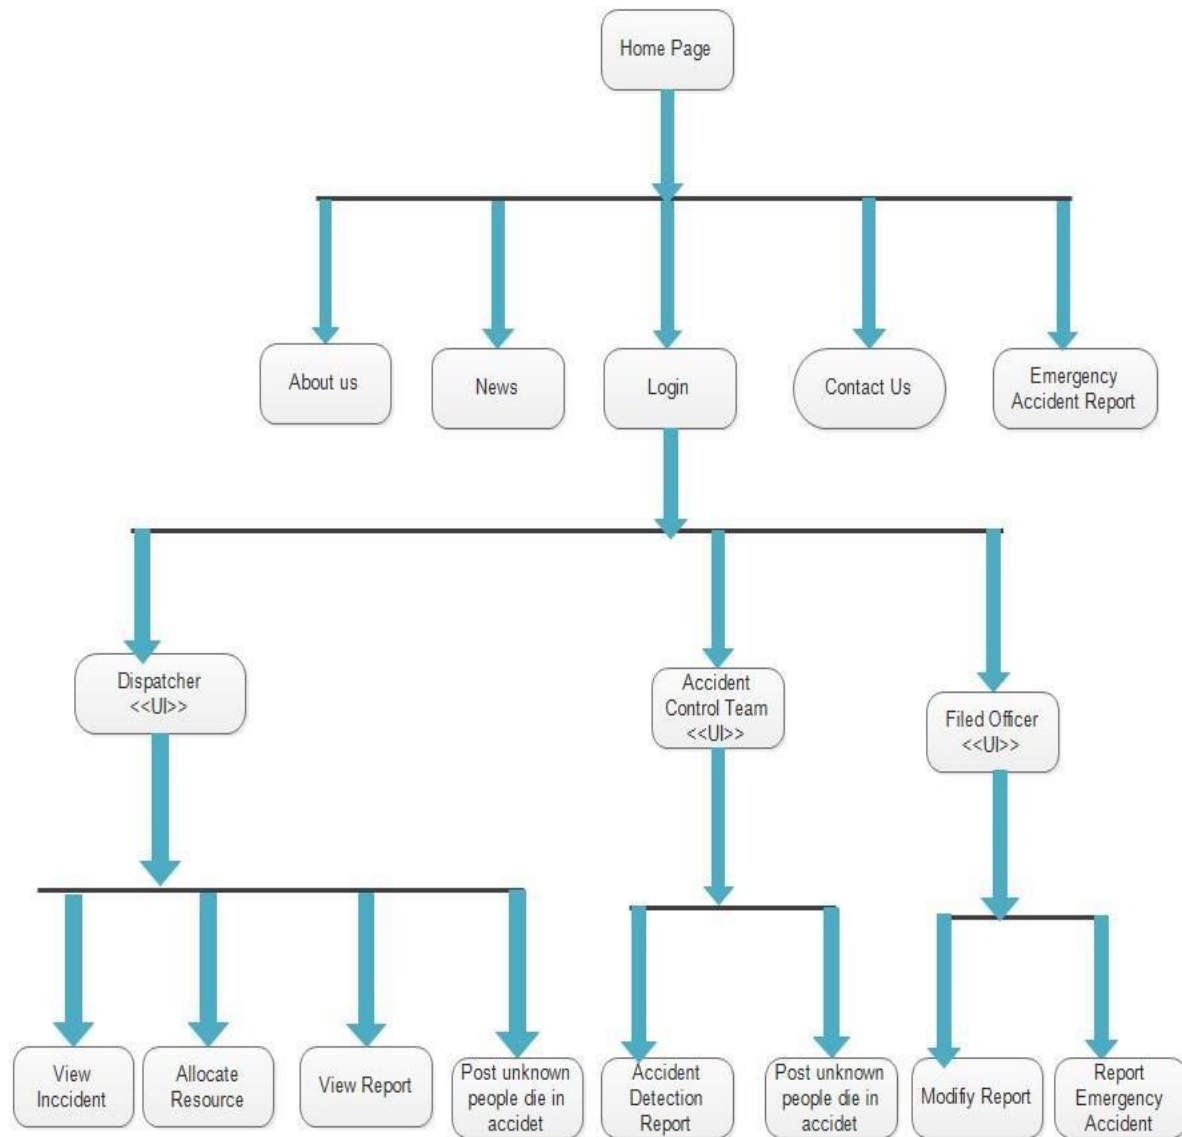 Home Page
About us
News
Login
Contact Us
Emergency
Accident Report
Dispatcher
<<UI>>
Accident
Control Team
<<UI>>
Filed Officer
<<UI>>
View
Inccident
Allocate
Resource
View Report
Post unknown
people die in
accidet
Accident
Detection
Report
Post unknown
people die in
accidet
Modifiy Report
Report
Emergency
Accident